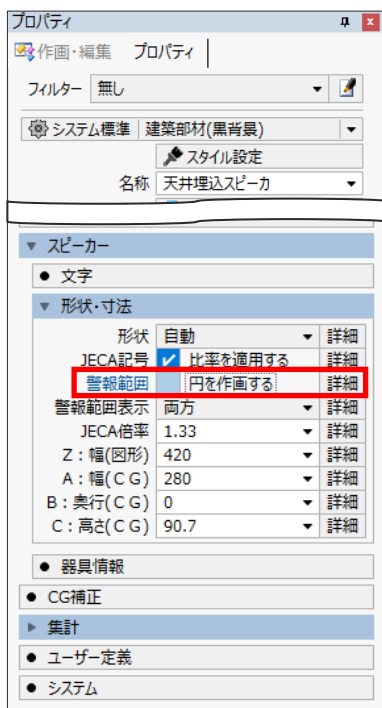 プロパティ
作画・編集 プロパティ
フィルター 無し
システム標準 建築部材(黒背景)
スタイル設定
名称 天井埋込スピーカ
スピーカー
文字
形状・寸法
形状 自動 詳細
JECA記号 比率を適用する 詳細
警報範囲 円を作画する 詳細
警報範囲表示 両方 詳細
JECA倍率 1.33 詳細
Z：幅(図形) 420 詳細
A：幅(CG) 280 詳細
B：奥行(CG) 0 詳細
C：高さ(CG) 90.7 詳細
器具情報
CG補正
集計
ユーザー定義
システム